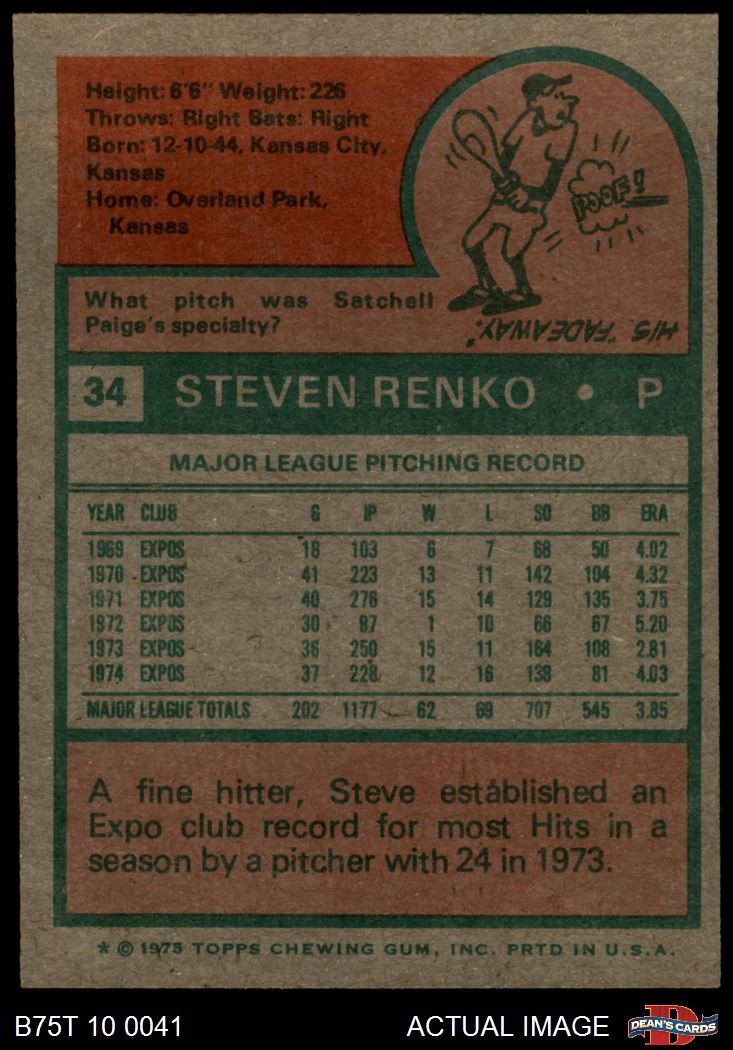 Height: 6'6" Weight: 226
Throws: Right Bats: Right
Born: 12-10-44, Kansas City,
Kansas
Home: Overland Park,
Kansas
POOF!
What pitch was Satchell
Paige's specialty?
HIS "FADEAWAY."
34 STEVEN RENKO • P
MAJOR LEAGUE PITCHING RECORD
YEAR CLUB G IP W L SO BB ERA
1969 EXPOS 18 103 6 7 68 50 4.02
1970 EXPOS 41 223 13 11 142 104 4.32
1971 EXPOS 40 276 15 14 129 135 3.75
1972 EXPOS 30 97 1 10 66 67 5.20
1973 EXPOS 36 250 15 11 164 108 2.81
1974 EXPOS 37 228 12 16 138 81 4.03
MAJOR LEAGUE TOTALS 202 1177 62 69 707 545 3.85
A fine hitter, Steve established an
Expo club record for most Hits in a
season by a pitcher with 24 in 1973.
* © 1975 TOPPS CHEWING GUM, INC. PRTD IN U.S.A.
B75T 10 0041 ACTUAL IMAGE
D
DEAN'S CARDS